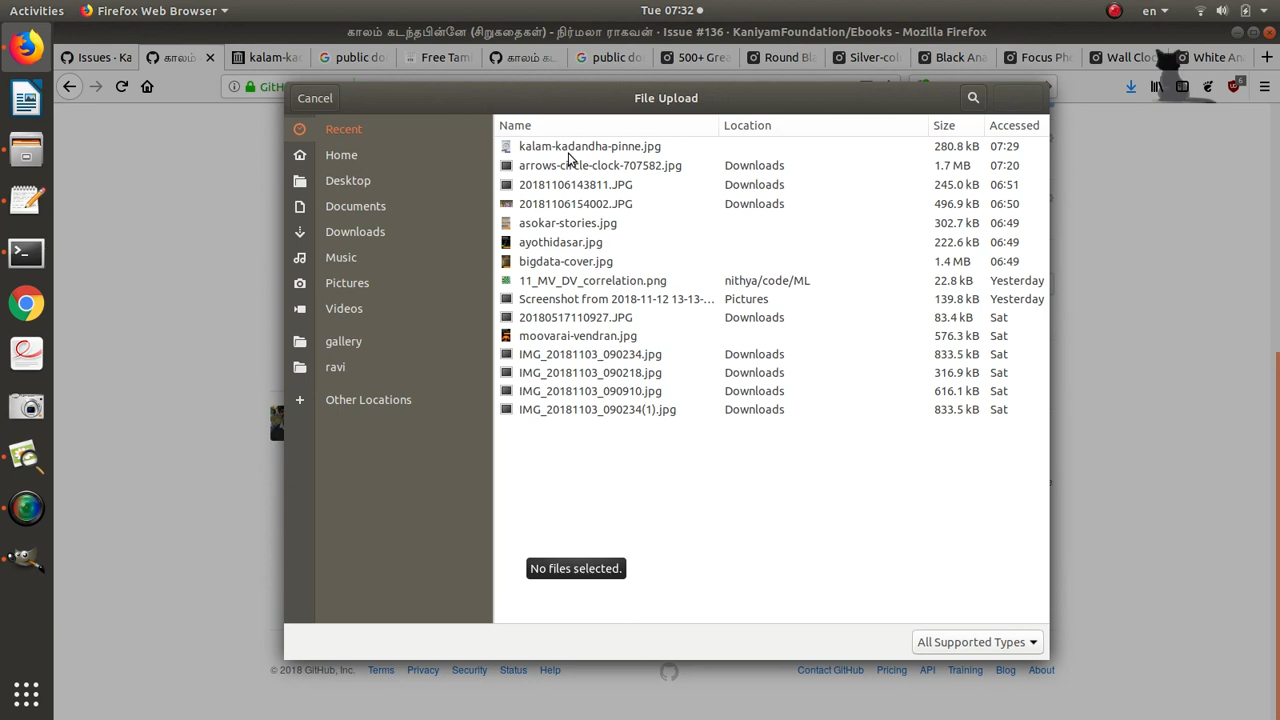 Activities Firefox Web Browser Tue 07:32 en
காலம் கடந்தபின்னே (சிறுகதைகள்) - நிர்மலா ராகவன் · Issue #136 · KaniyamFoundation/Ebooks - Mozilla Firefox
Issues · Ka காலம் kalam-ka public do Free Tam காலம் கட public do 500+ Grea Round Bla Silver-col Black Ana Focus Pho Wall Cloc White An
GitH 6
Cancel File Upload
Name Location Size Accessed
Recent
Home
Desktop
Documents
Downloads
Music
Pictures
Videos
gallery
ravi
Other Locations
kalam-kadandha-pinne.jpg 280.8 kB 07:29
arrows-circle-clock-707582.jpg Downloads 1.7 MB 07:20
20181106143811.JPG Downloads 245.0 kB 06:51
20181106154002.JPG Downloads 496.9 kB 06:50
asokar-stories.jpg 302.7 kB 06:49
ayothidasar.jpg 222.6 kB 06:49
bigdata-cover.jpg 1.4 MB 06:49
11_MV_DV_correlation.png nithya/code/ML 22.8 kB Yesterday
Screenshot from 2018-11-12 13-13-... Pictures 139.8 kB Yesterday
20180517110927.JPG Downloads 83.4 kB Sat
moovarai-vendran.jpg 576.3 kB Sat
IMG_20181103_090234.jpg Downloads 833.5 kB Sat
IMG_20181103_090218.jpg Downloads 316.9 kB Sat
IMG_20181103_090910.jpg Downloads 616.1 kB Sat
IMG_20181103_090234(1).jpg Downloads 833.5 kB Sat
No files selected.
All Supported Types
© 2018 GitHub, Inc. Terms Privacy Security Status Help Contact GitHub Pricing API Training Blog About